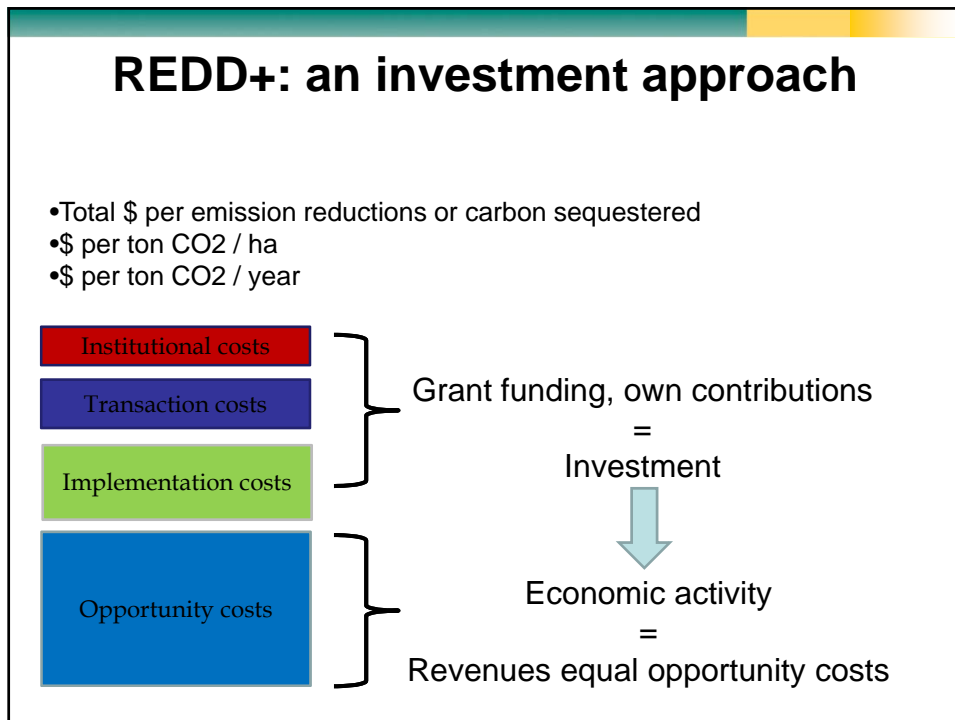 REDD+: an investment approach
•Total $ per emission reductions or carbon sequestered
•$ per ton CO2 / ha
•$ per ton CO2 / year
Institutional costs
Transaction costs
Implementation costs
Opportunity costs
Grant funding, own contributions
=
Investment
Economic activity
=
Revenues equal opportunity costs